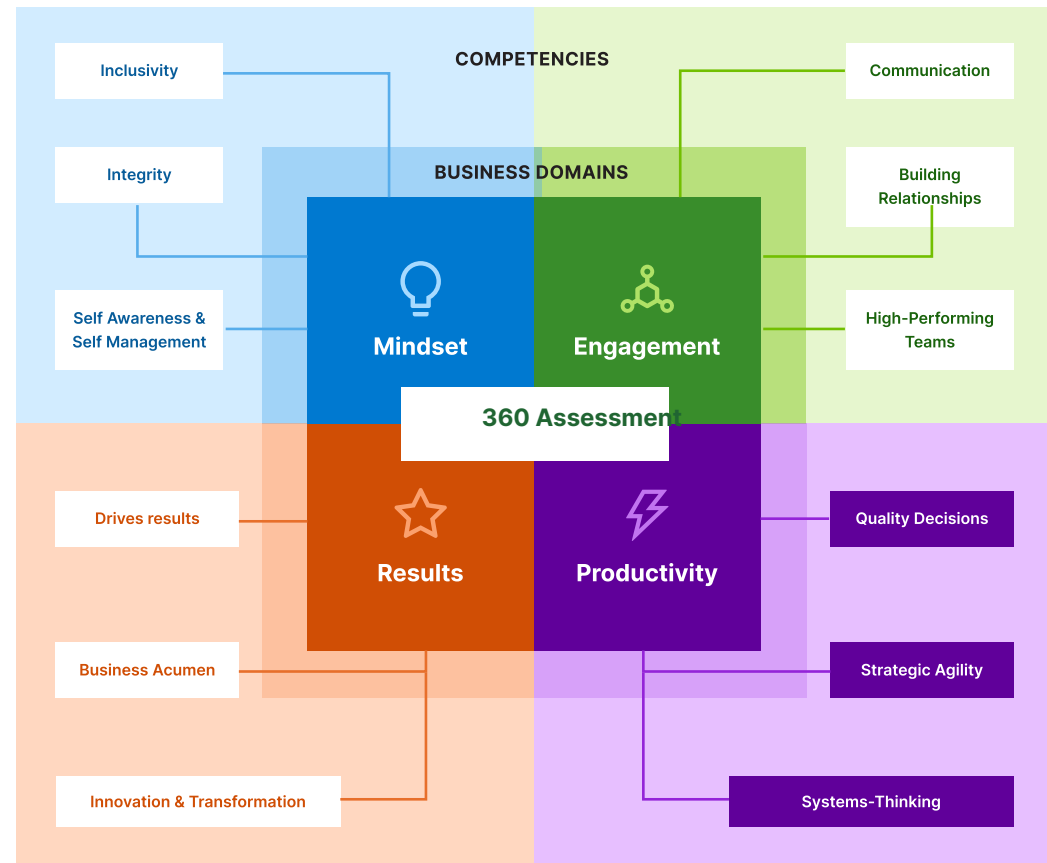 COMPETENCIES
Inclusivity
Communication
Integrity
BUSINESS DOMAINS
Building
Relationships
Self Awareness &
Self Management
High-Performing
Teams
Mindset
Engagement
360 Assessment
Drives results
Quality Decisions
Results
Productivity
Business Acumen
Strategic Agility
Innovation & Transformation
Systems-Thinking